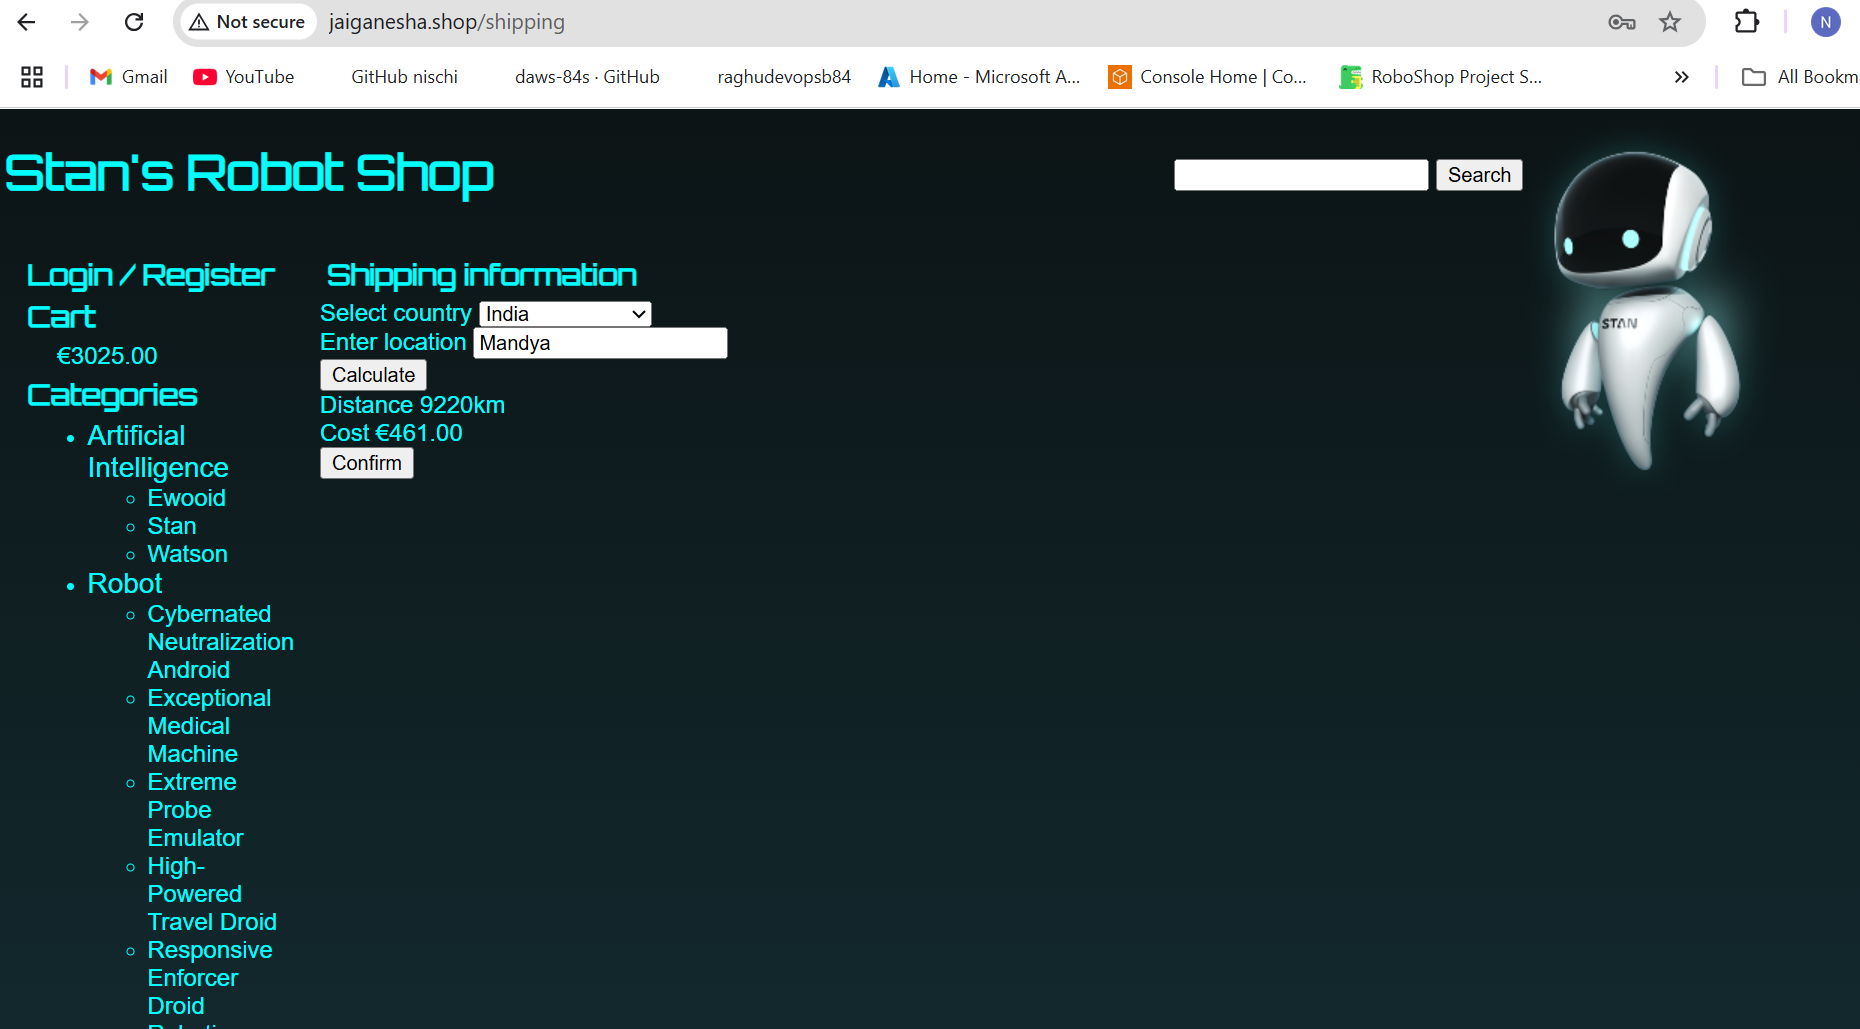 Not secure jaiganesha.shop/shipping N
Gmail YouTube GitHub nischi daws-84s · GitHub raghudevopsb84 Home - Microsoft A... Console Home | Co... RoboShop Project S... » All Bookm
Stan's Robot Shop
Search
STAN
Login / Register
Cart
€3025.00
Categories
Artificial
Intelligence
Ewooid
Stan
Watson
Robot
Cybernated
Neutralization
Android
Exceptional
Medical
Machine
Extreme
Probe
Emulator
High-
Powered
Travel Droid
Responsive
Enforcer
Droid
Shipping information
Select country India
Enter location Mandya
Calculate
Distance 9220km
Cost €461.00
Confirm